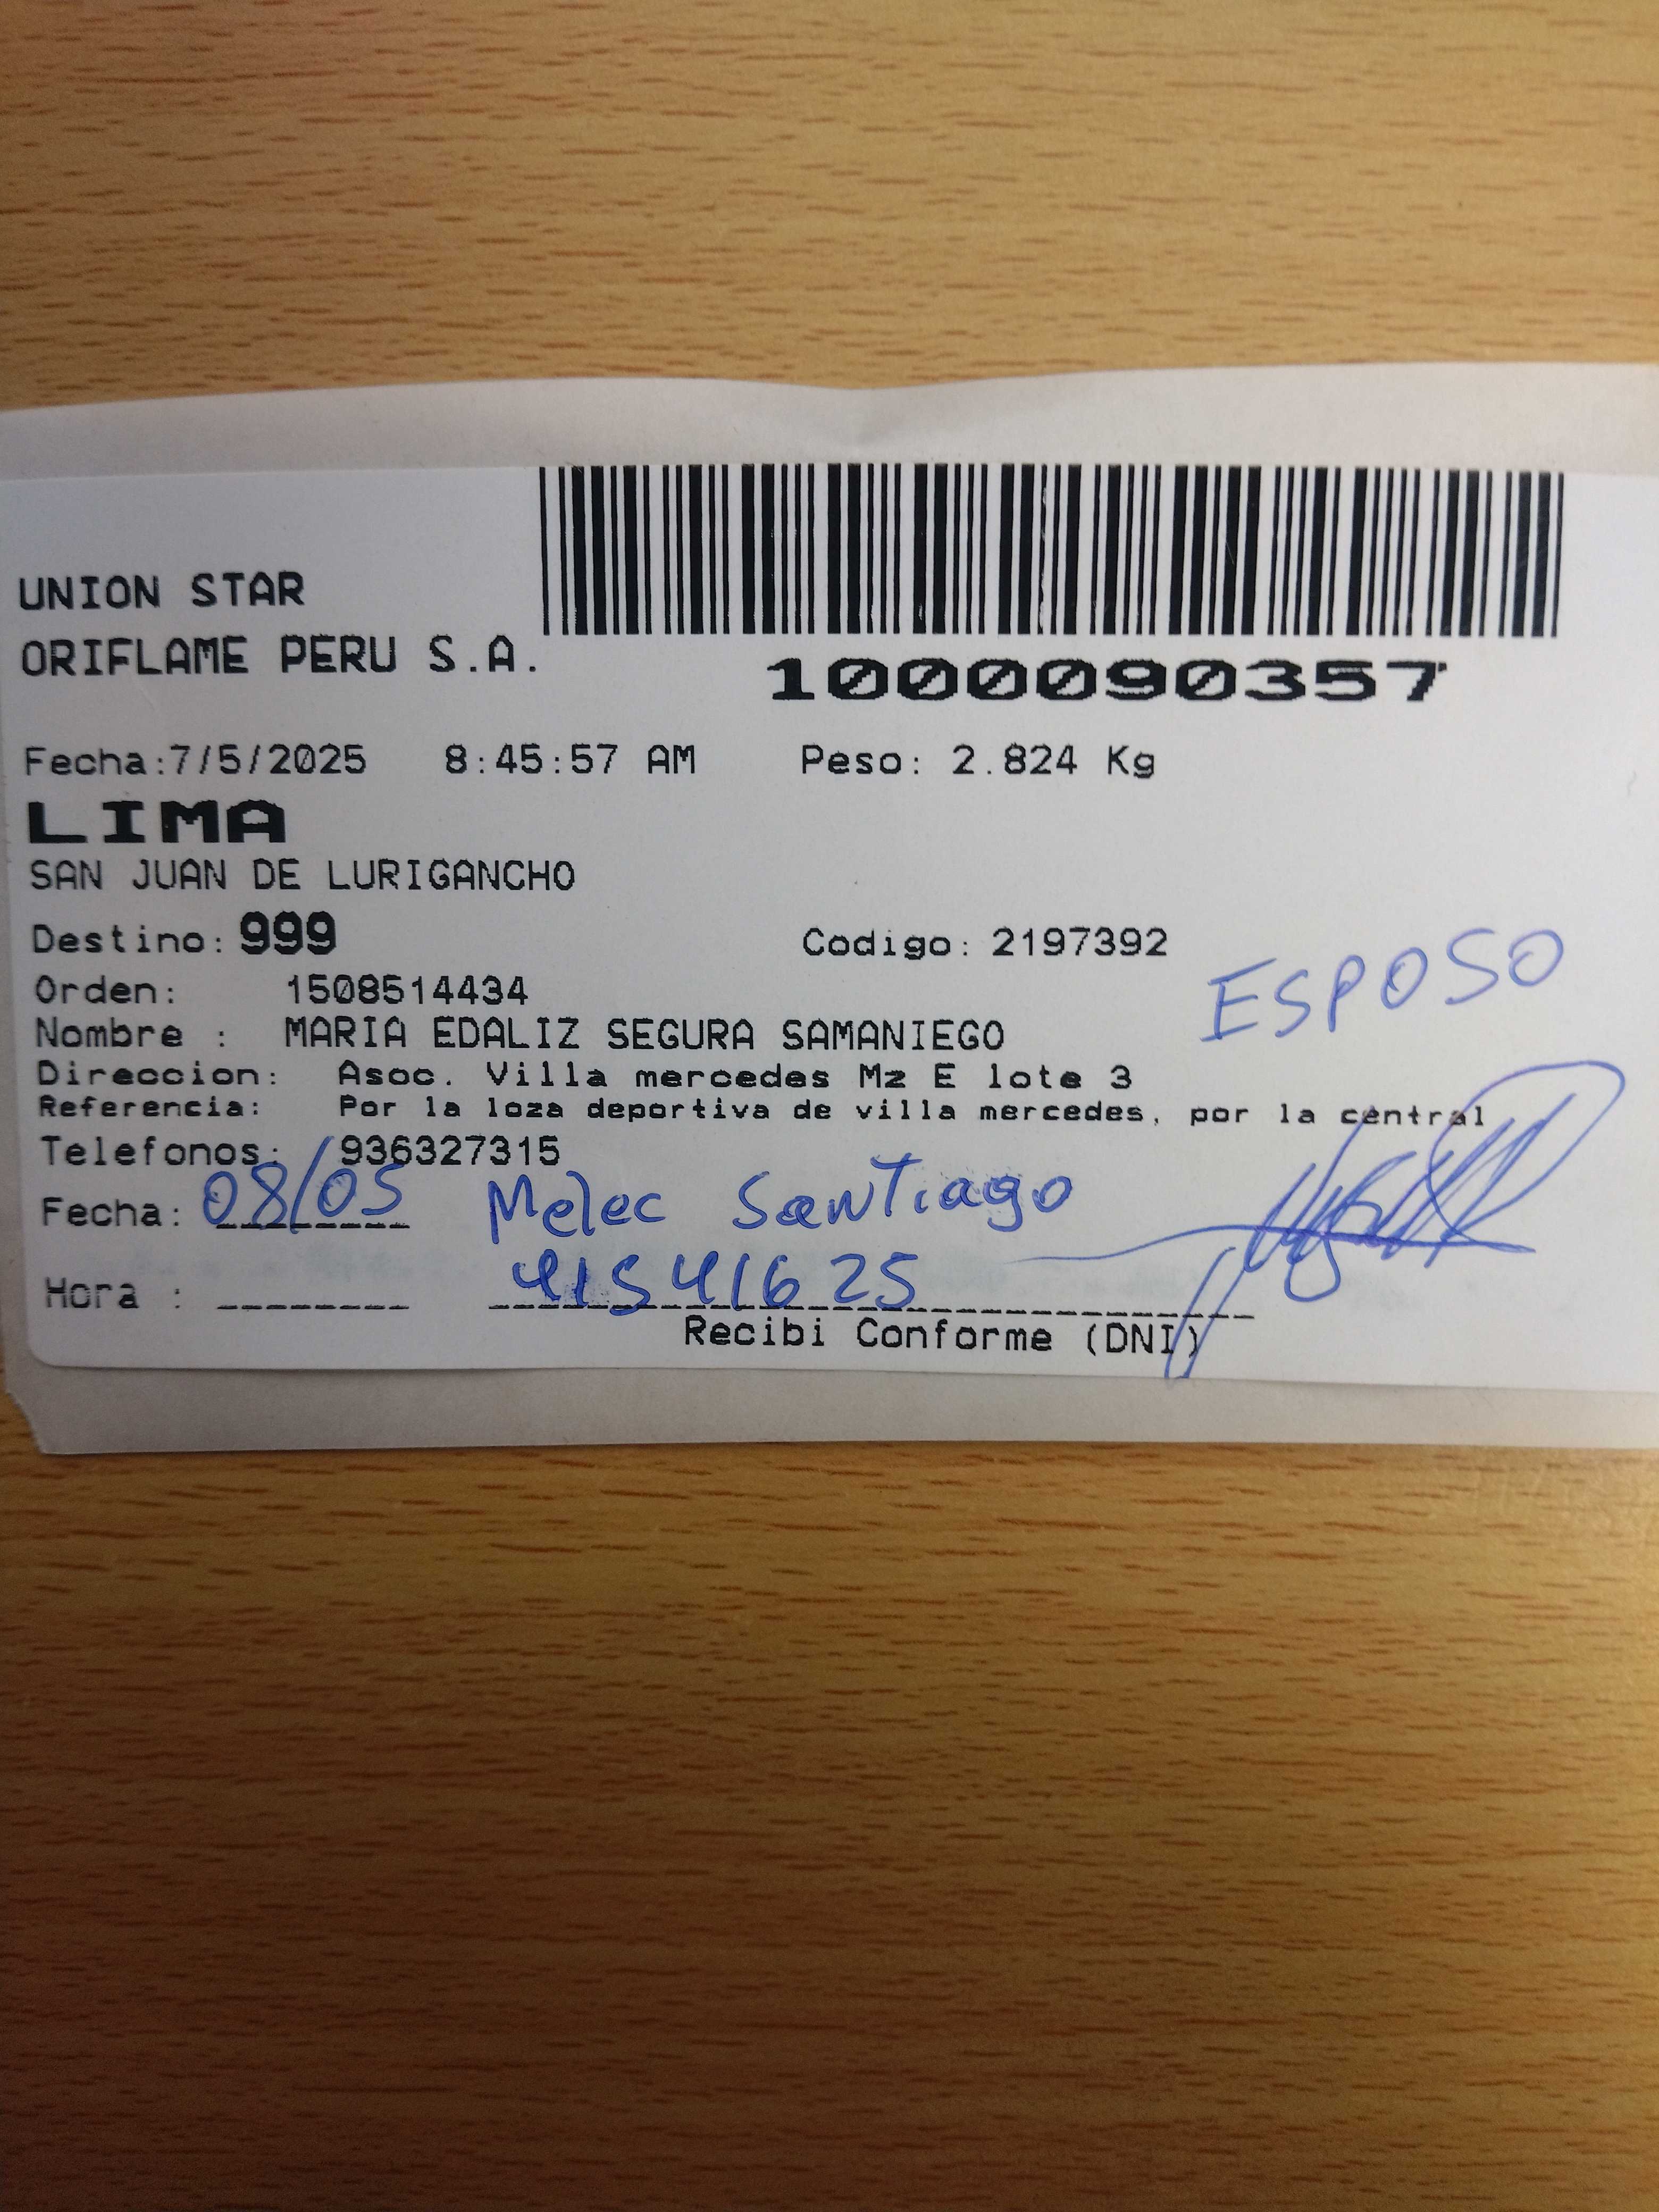 UNION STAR
ORIFLAME PERU S.A.
1000090357
Fecha:7/5/2025 8:45:57 AM Peso: 2.824 Kg
LIMA
SAN JUAN DE LURIGANCHO
Destino: 999 Codigo: 2197392
ESPOSO
Orden: 1508514434
Nombre : MARIA EDALIZ SEGURA SAMANIEGO
Direccion: Asoc. Villa mercedes Mz E lote 3
Referencia: Por la loza deportiva de villa mercedes, por la central
Telefonos: 936327315
Fecha: 08/05 Melec Santiago
Hora : 41541625
Recibi Conforme (DNI)